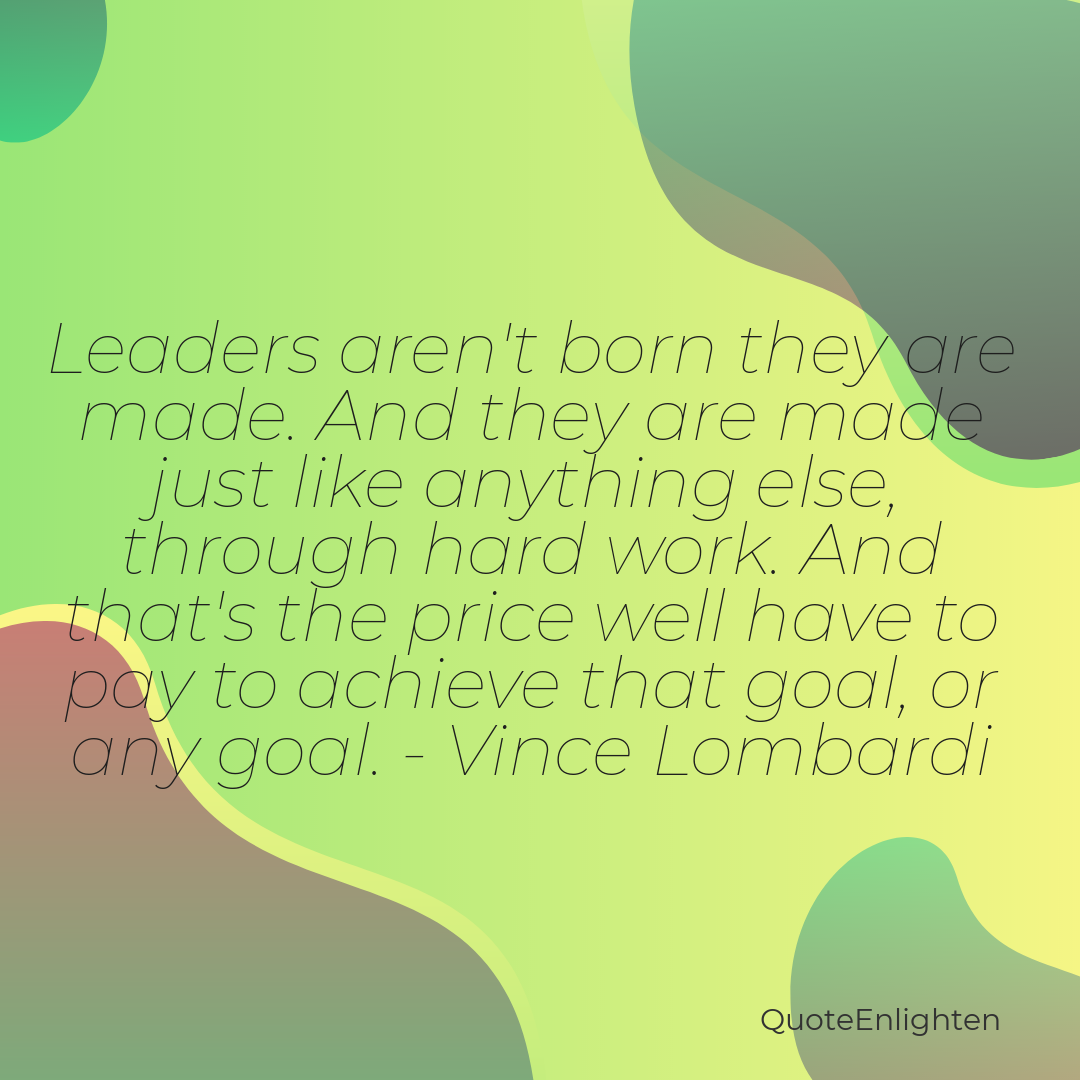 Leaders aren't born they are
made. And they are made
just like anything else,
through hard work. And
that's the price well have to
pay to achieve that goal, or
any goal. - Vince Lombardi
QuoteEnlighten